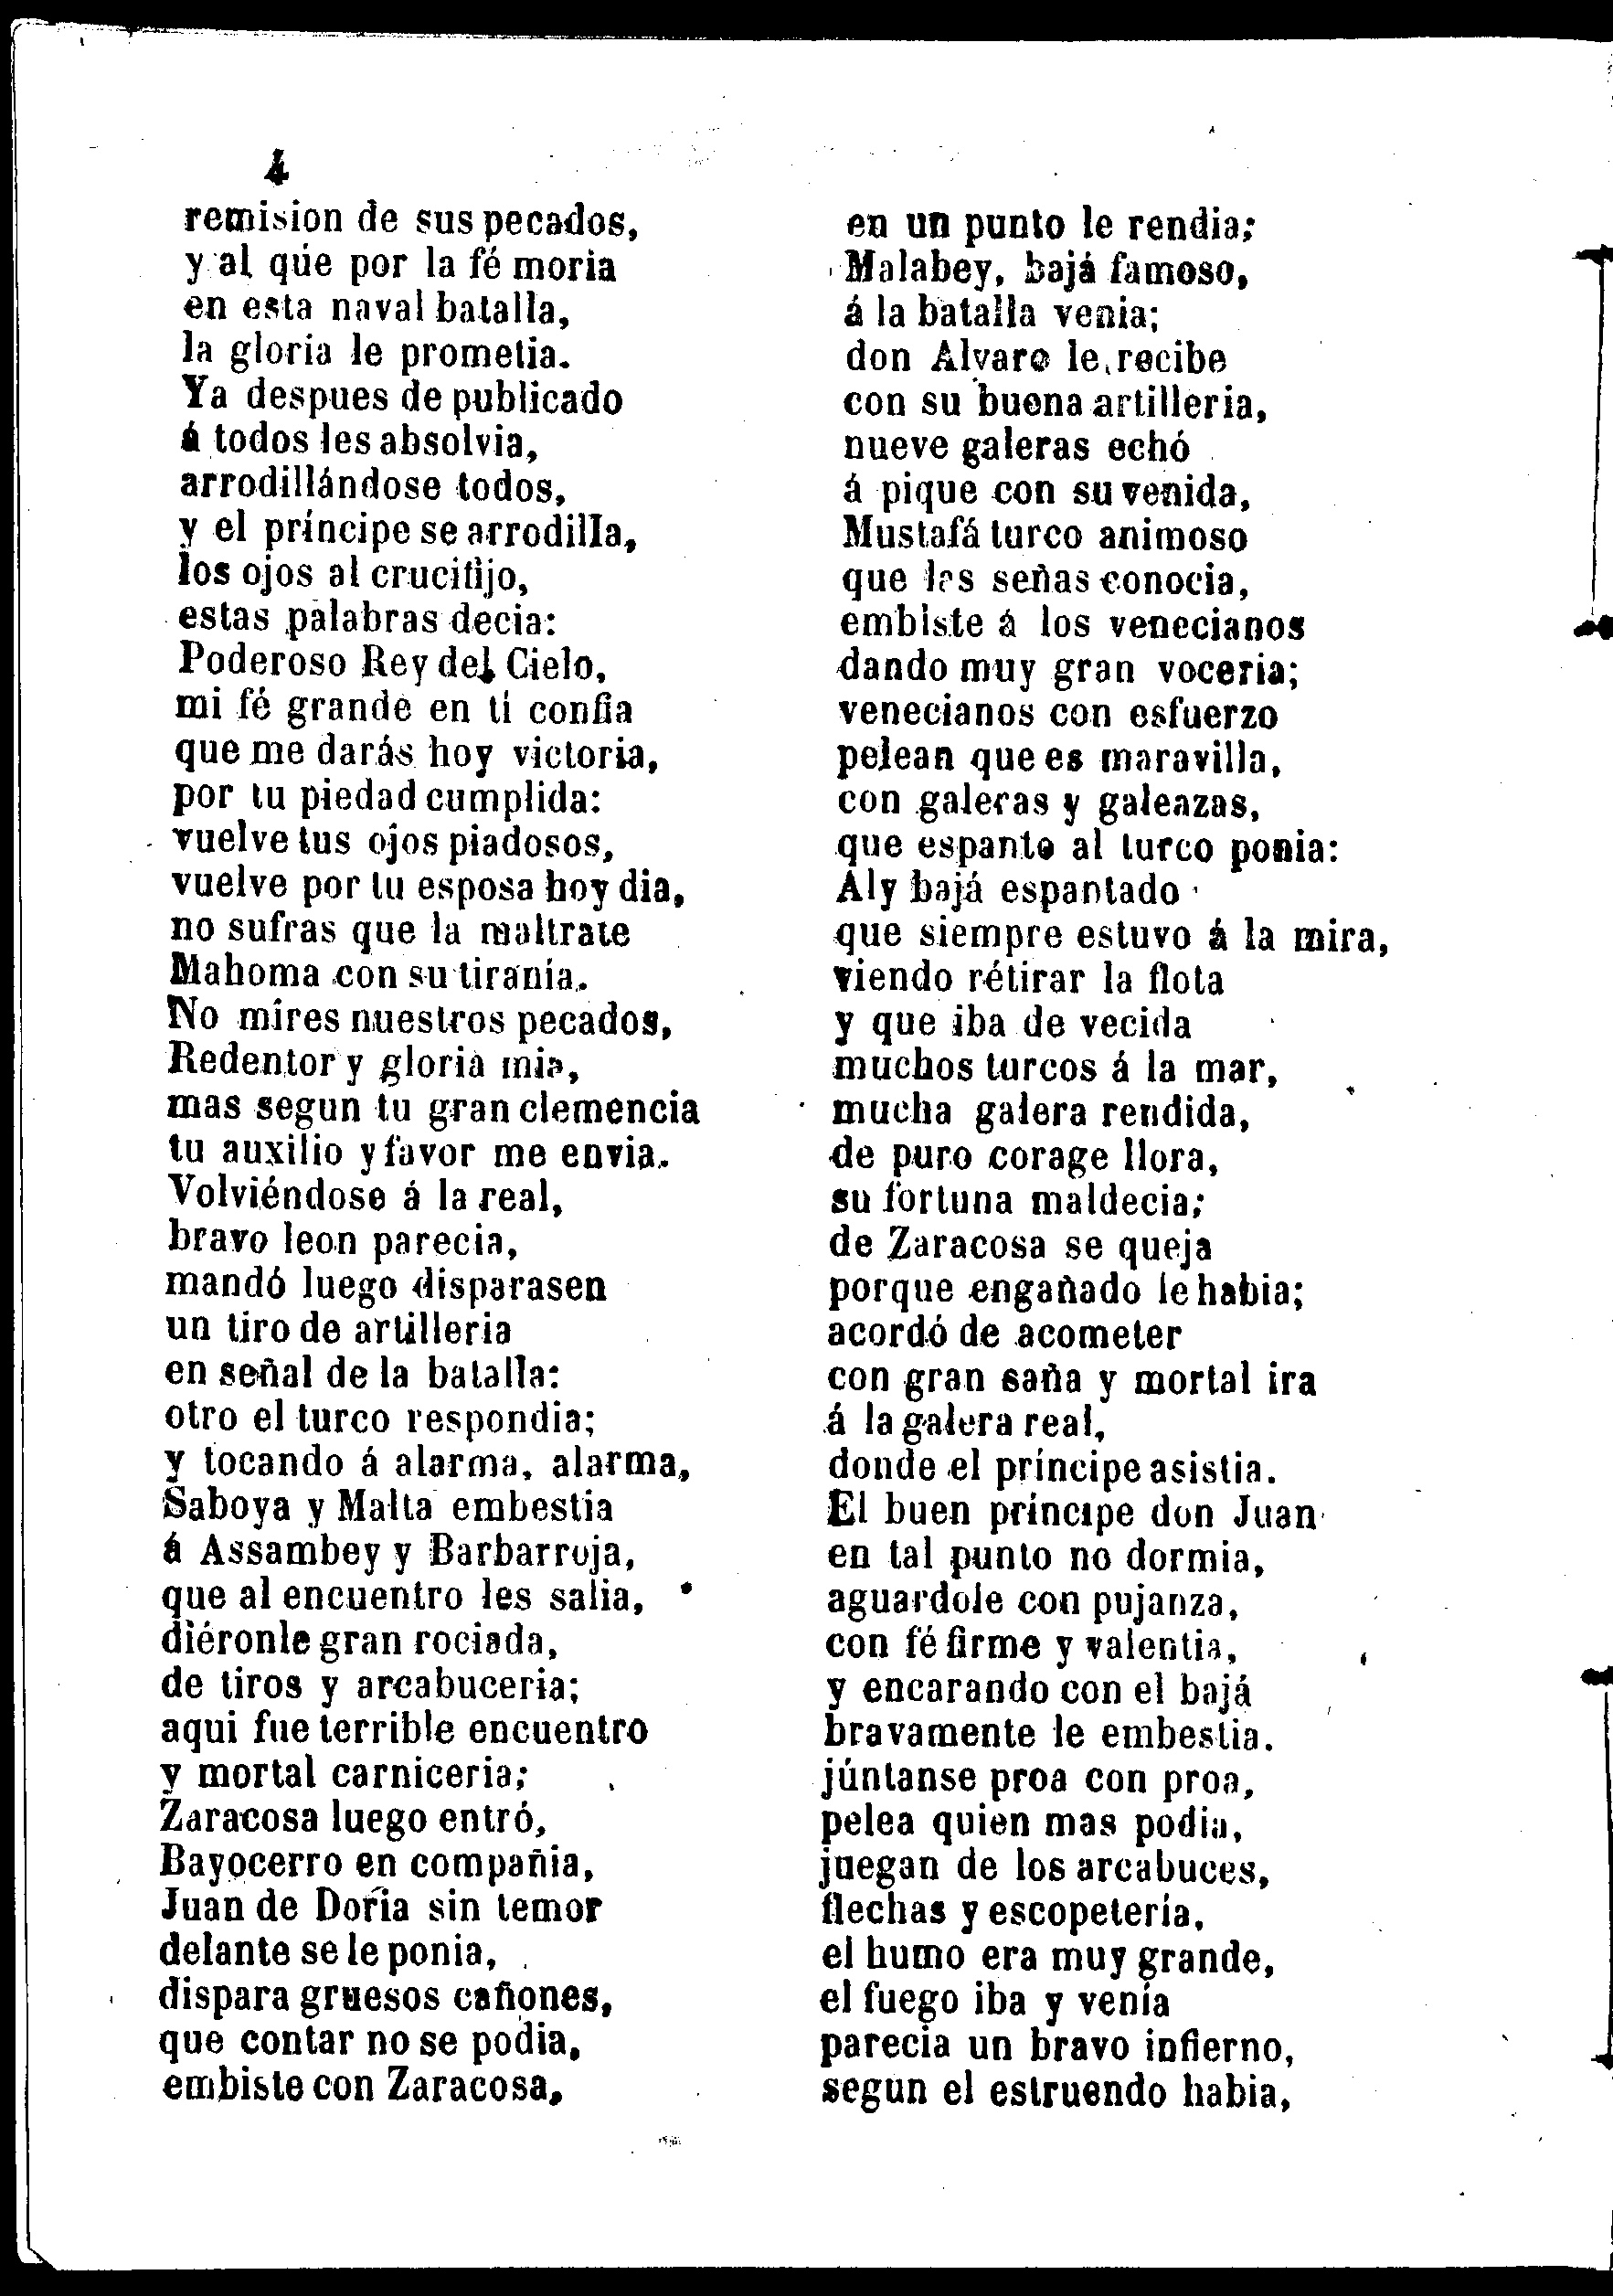 4
remision de sus pecados,
y al que por la fé moria
en esta naval batalla,
la gloria le prometia.
Ya despues de publicado
á todos les absolvia,
arrodillándose todos,
y el príncipe se arrodilla,
los ojos al crucifijo,
estas palabras decia:
Poderoso Rey del Cielo,
mi fé grande en tí confia
que me darás hoy victoria,
por tu piedad cumplida:
vuelve tus ojos piadosos,
vuelve por tu esposa hoy dia,
no sufras que la maltrate
Mahoma con su tiranía.
No mires nuestros pecados,
Redentor y gloria mia,
mas segun tu gran clemencia
tu auxilio y favor me envia.
Volviéndose á la real,
bravo leon parecia,
mandó luego disparasen
un tiro de artilleria
en señal de la batalla:
otro el turco respondia;
y tocando á alarma, alarma,
Saboya y Malta embestia
á Assambey y Barbarroja,
que al encuentro les salia,
diéronle gran rociada,
de tiros y arcabuceria;
aqui fue terrible encuentro
y mortal carniceria;
Zaracosa luego entró,
Bayocerro en compañia,
Juan de Doria sin temor
delante se le ponia,
dispara gruesos cañones,
que contar no se podia,
embiste con Zaracosa,
en un punto le rendia;
Malabey, bajá famoso,
á la batalla venia;
don Alvaro le recibe
con su buena artilleria,
nueve galeras echó
á pique con su venida,
Mustafá turco animoso
que las señas conocia,
embiste á los venecianos
dando muy gran voceria;
venecianos con esfuerzo
pelean que es maravilla,
con galeras y galeazas,
que espanto al turco ponia:
Aly bajá espantado
que siempre estuvo á la mira,
viendo rétirar la flota
y que iba de vecida
muchos turcos á la mar,
mucha galera rendida,
de puro corage llora,
su fortuna maldecia;
de Zaracosa se queja
porque engañado le habia;
acordó de acometer
con gran saña y mortal ira
á la galera real,
donde el príncipe asistia.
El buen príncipe don Juan
en tal punto no dormia,
aguardole con pujanza,
con fé firme y valentia,
y encarando con el bajá
bravamente le embestia.
júntanse proa con proa,
pelea quien mas podia,
juegan de los arcabuces,
flechas y escopetería,
el humo era muy grande,
el fuego iba y venía
parecia un bravo infierno,
segun el estruendo habia,